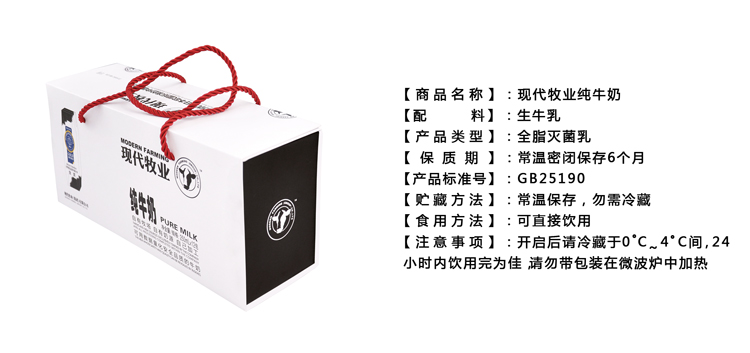 MODERN FARMING
现代牧业
纯牛奶
PURE MILK
【商品名称】：现代牧业纯牛奶
【配　　料】：生牛乳
【产品类型】：全脂灭菌乳
【保 质 期】：常温密闭保存6个月
【产品标准号】：GB25190
【贮藏方法】：常温保存，勿需冷藏
【食用方法】：可直接饮用
【注意事项】：开启后请冷藏于0°C~4°C间,24
小时内饮用完为佳,请勿带包装在微波炉中加热